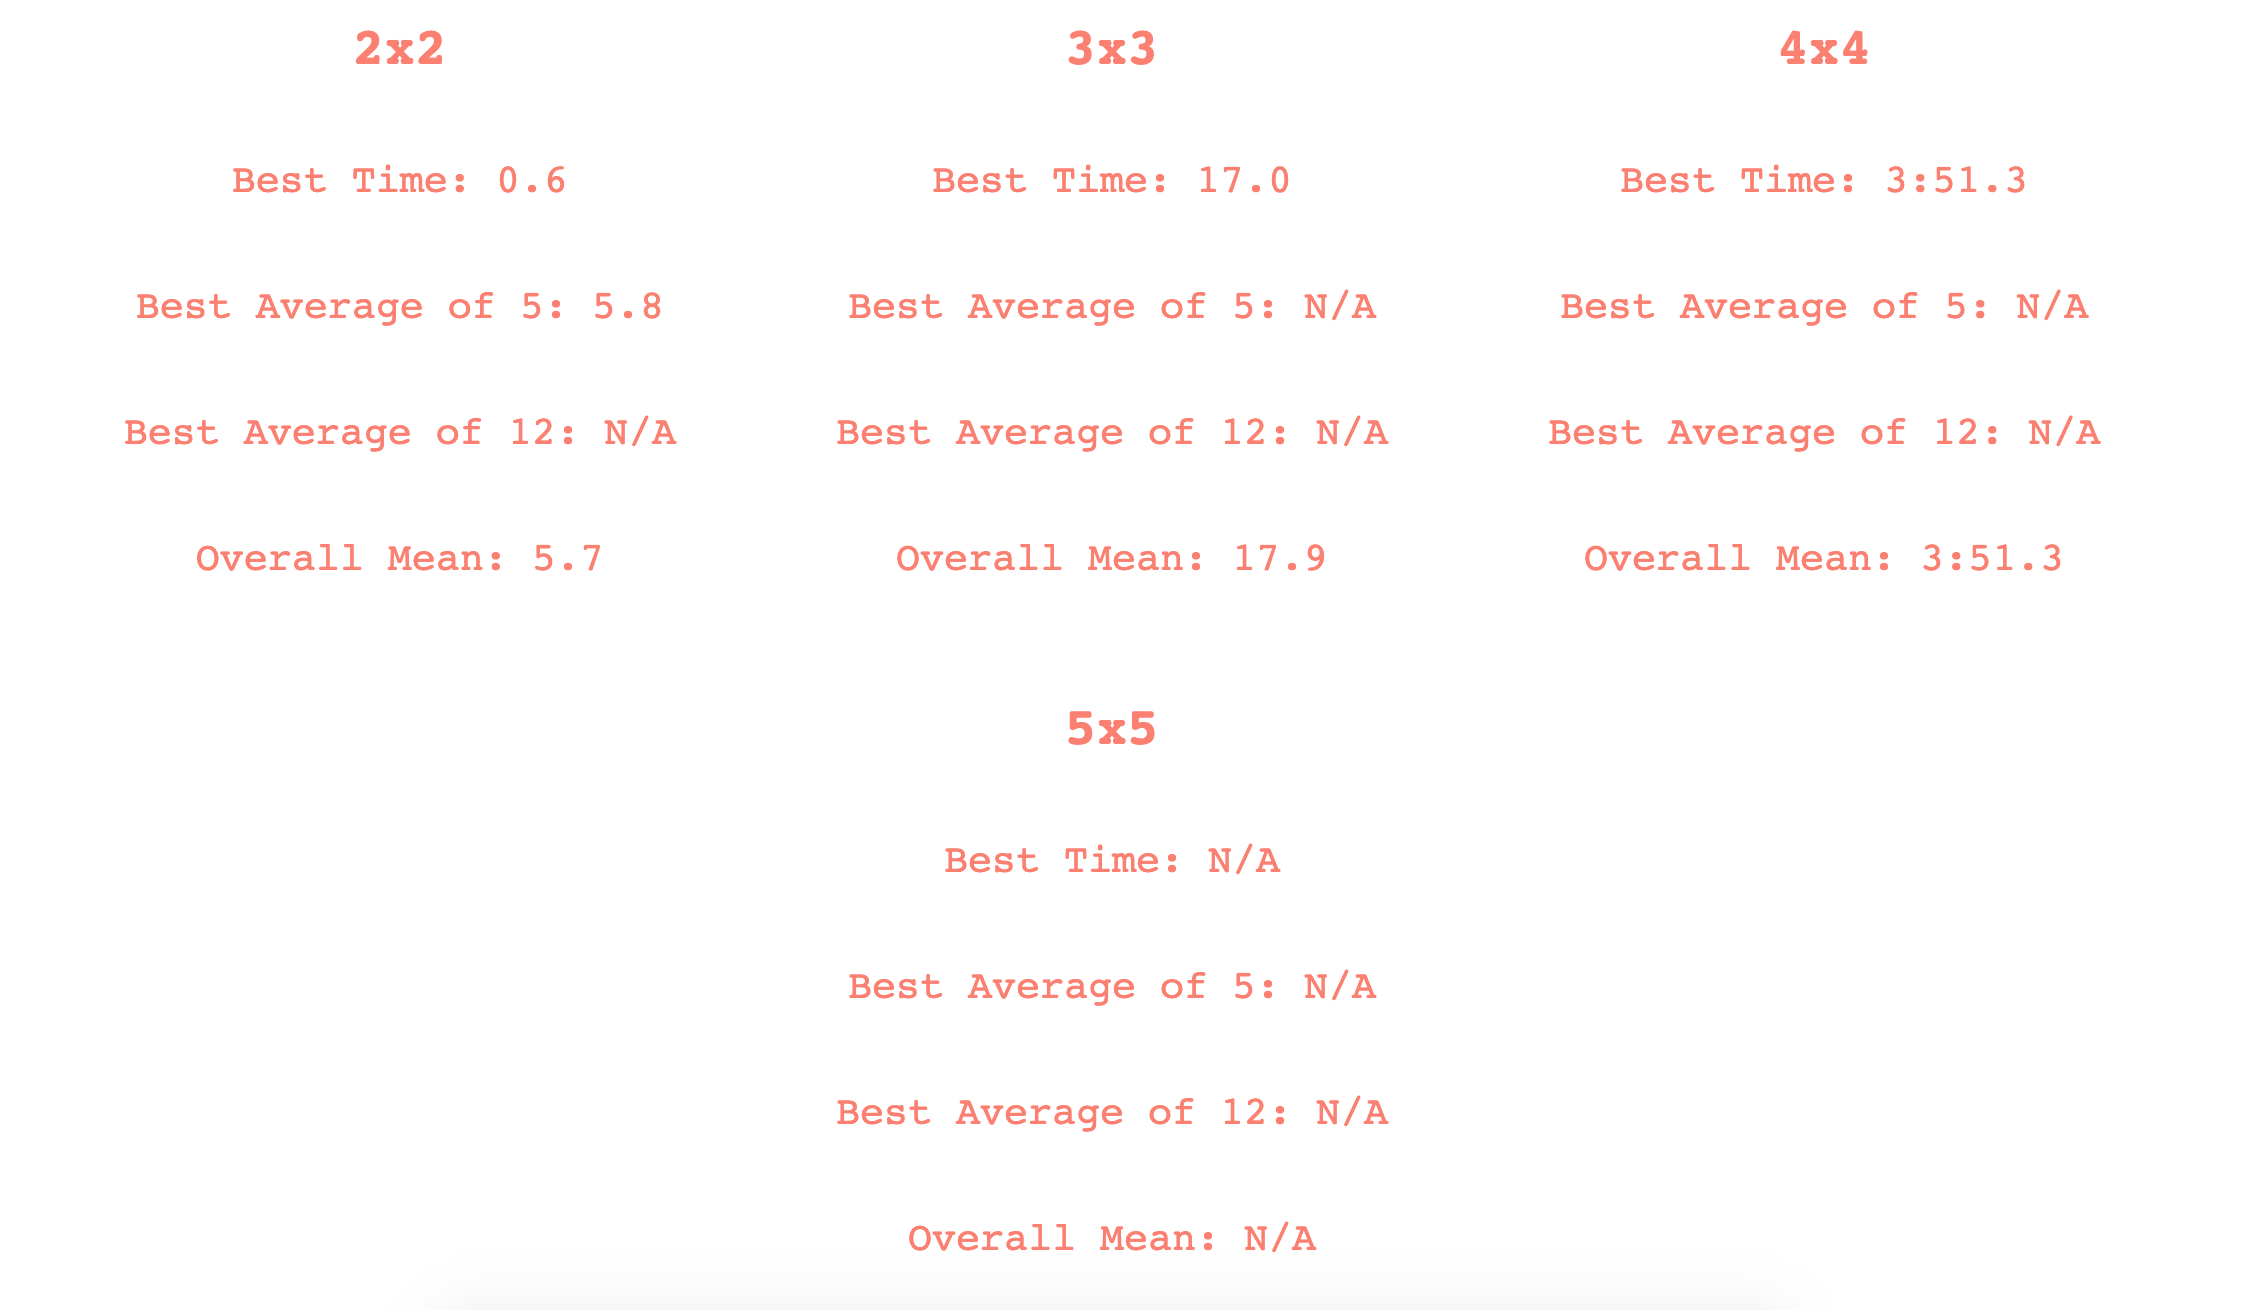 2x2
Best Time: 0.6
Best Average of 5: 5.8
Best Average of 12: N/A
Overall Mean: 5.7
3x3
Best Time: 17.0
Best Average of 5: N/A
Best Average of 12: N/A
Overall Mean: 17.9
4x4
Best Time: 3:51.3
Best Average of 5: N/A
Best Average of 12: N/A
Overall Mean: 3:51.3
5x5
Best Time: N/A
Best Average of 5: N/A
Best Average of 12: N/A
Overall Mean: N/A